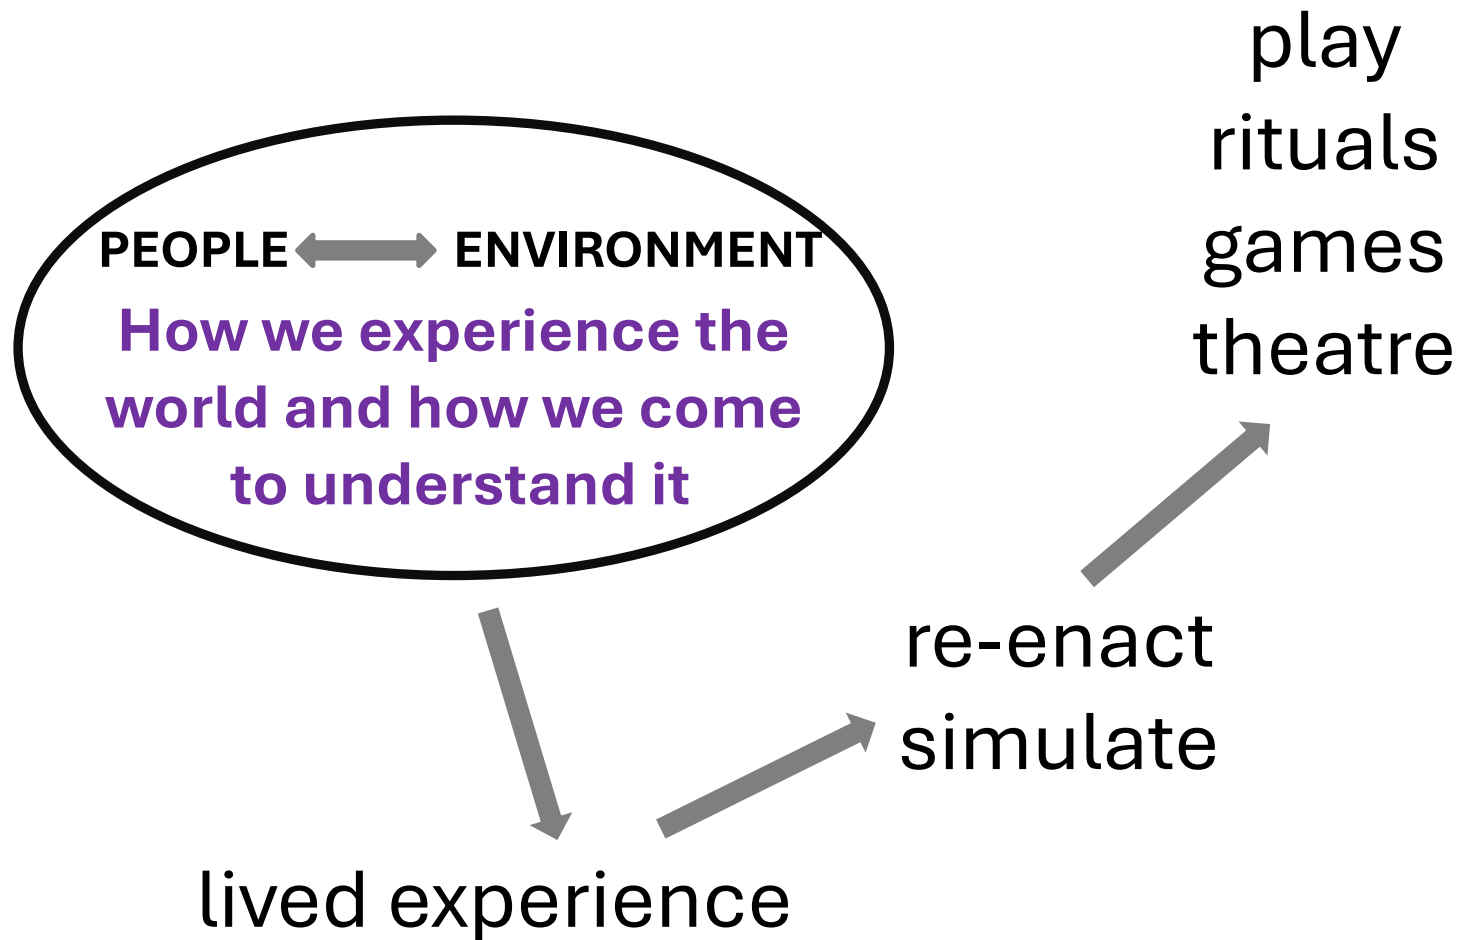 PEOPLE ENVIRONMENT
How we experience the
world and how we come
to understand it
lived experience
re-enact
simulate
play
rituals
games
theatre